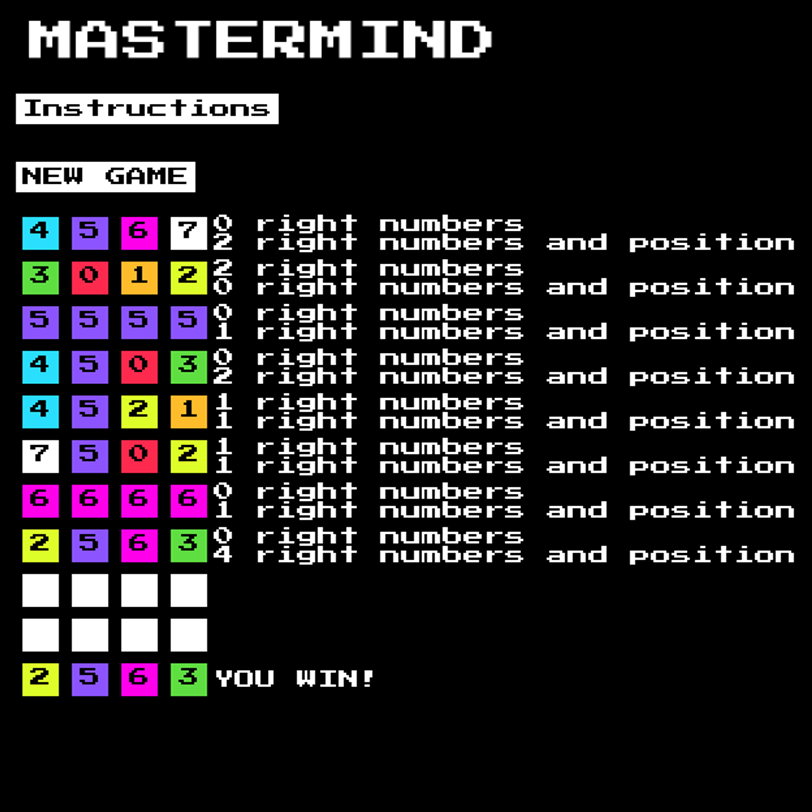 MASTERMIND
Instructions
NEW GAME
4 5 6 7 0 right numbers
2 right numbers and position
3 0 1 2 2 right numbers
0 right numbers and position
5 5 5 5 0 right numbers
1 right numbers and position
4 5 0 3 0 right numbers
2 right numbers and position
4 5 2 1 1 right numbers
1 right numbers and position
7 5 0 2 1 right numbers
1 right numbers and position
6 6 6 6 0 right numbers
1 right numbers and position
2 5 6 3 0 right numbers
4 right numbers and position
2 5 6 3 YOU WIN!